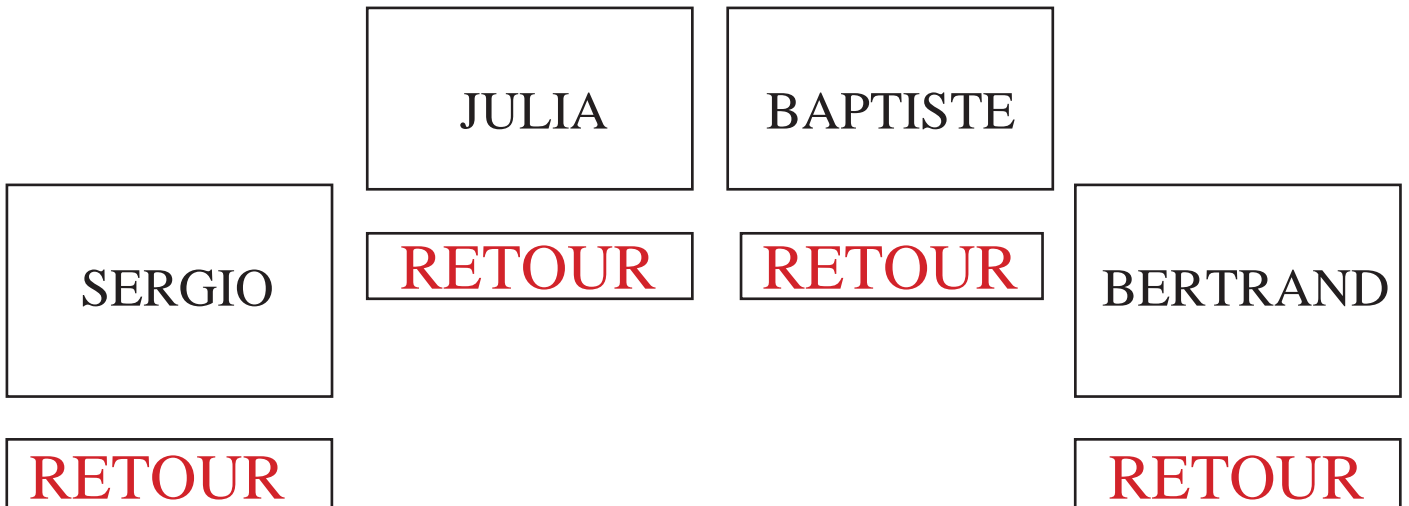 JULIA
BAPTISTE
SERGIO
RETOUR
RETOUR
BERTRAND
RETOUR
RETOUR